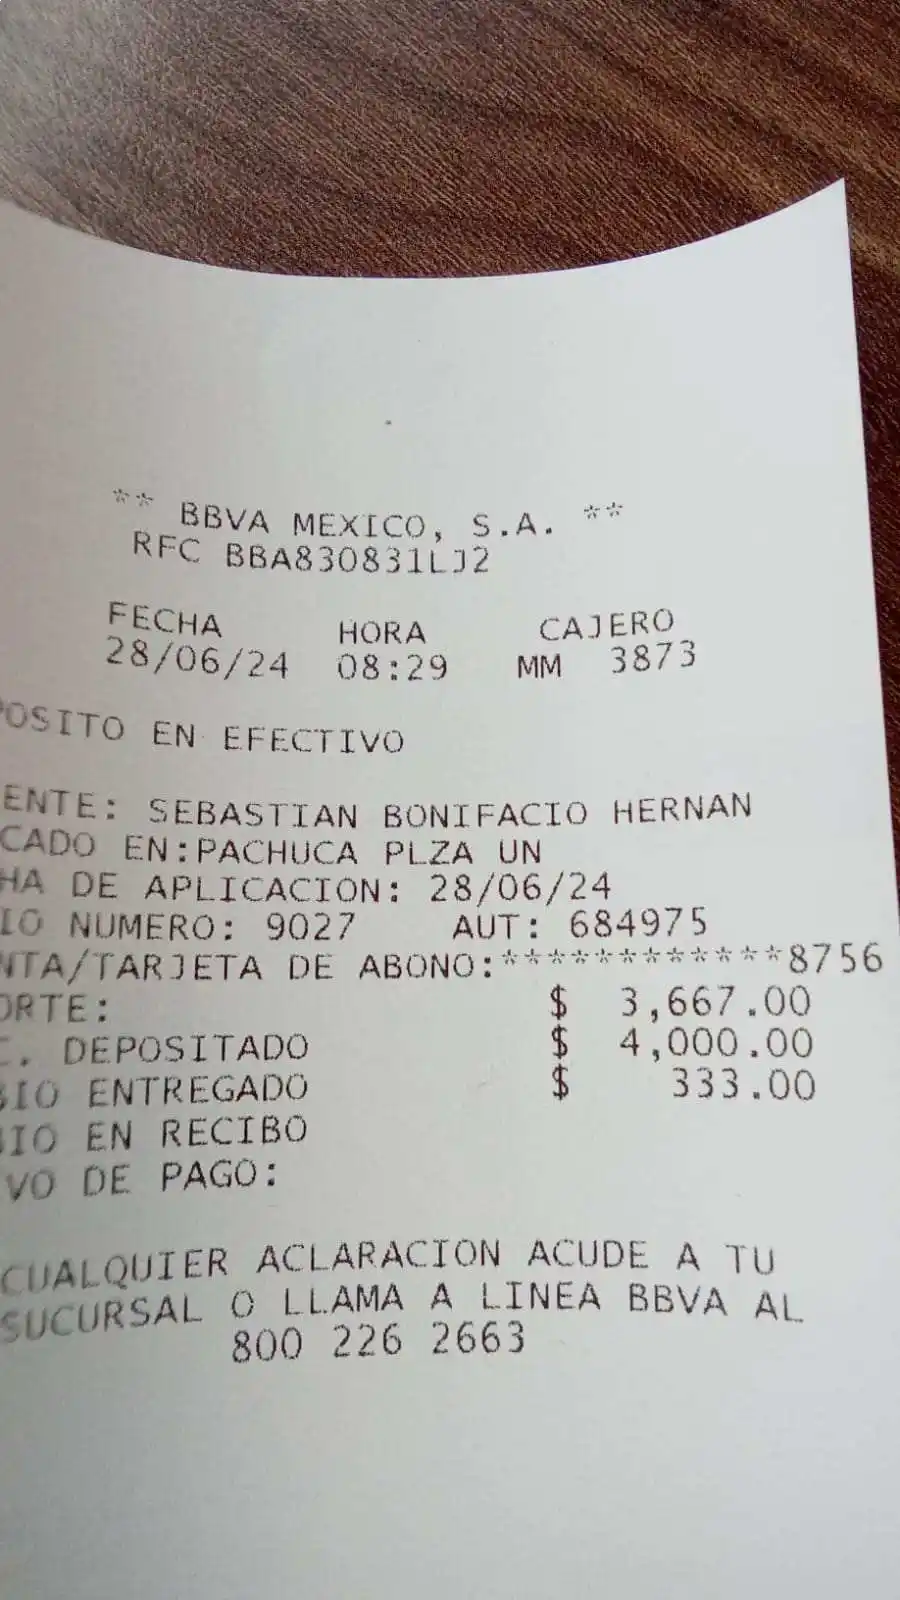 ** BBVA MEXICO, S.A. **
RFC BBA830831LJ2
FECHA HORA CAJERO
28/06/24 08:29 MM 3873
POSITO EN EFECTIVO
ENTE: SEBASTIAN BONIFACIO HERNAN
CADO EN:PACHUCA PLZA UN
HA DE APLICACION: 28/06/24
IO NUMERO: 9027 AUT: 684975
NTA/TARJETA DE ABONO:************8756
ORTE: $ 3,667.00
C. DEPOSITADO $ 4,000.00
BIO ENTREGADO $ 333.00
BIO EN RECIBO
VO DE PAGO:
CUALQUIER ACLARACION ACUDE A TU
SUCURSAL O LLAMA A LINEA BBVA AL
800 226 2663